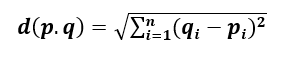 d(p.q) = √∑ⁿᵢ₌₁(qᵢ − pᵢ)²